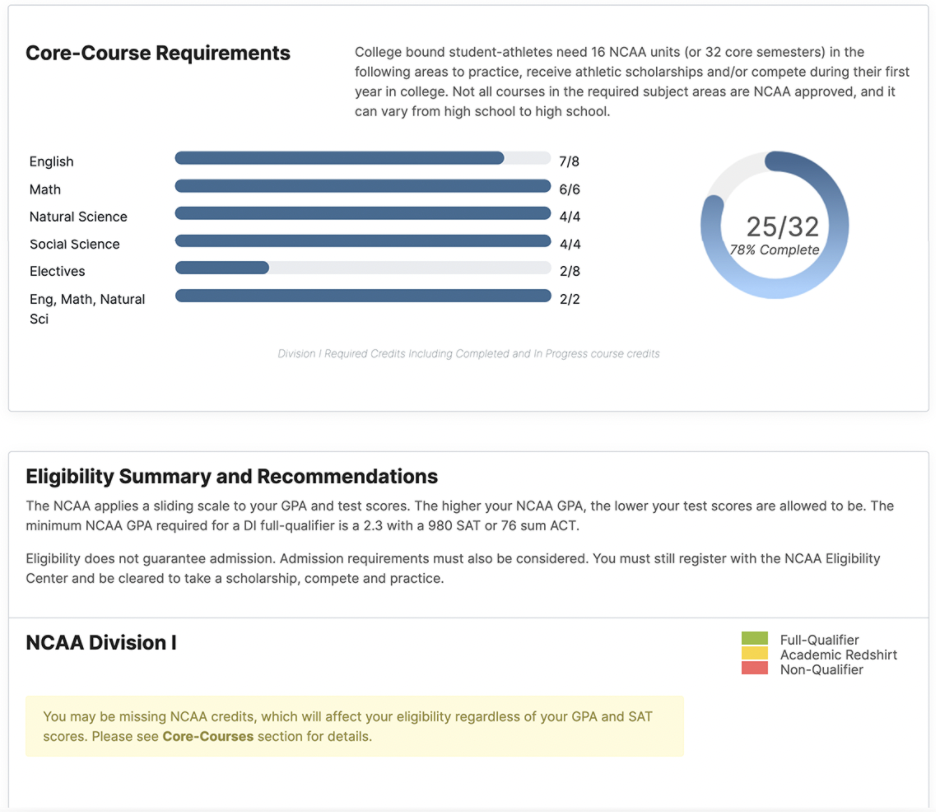 Core-Course Requirements
College bound student-athletes need 16 NCAA units (or 32 core semesters) in the
following areas to practice, receive athletic scholarships and/or compete during their first
year in college. Not all courses in the required subject areas are NCAA approved, and it
can vary from high school to high school.
English 7/8
Math 6/6
Natural Science 4/4
Social Science 4/4
Electives 2/8
Eng, Math, Natural
Sci 2/2
25/32
78% Complete
Division I Required Credits Including Completed and In Progress course credits
Eligibility Summary and Recommendations
The NCAA applies a sliding scale to your GPA and test scores. The higher your NCAA GPA, the lower your test scores are allowed to be. The
minimum NCAA GPA required for a DI full-qualifier is a 2.3 with a 980 SAT or 76 sum ACT.
Eligibility does not guarantee admission. Admission requirements must also be considered. You must still register with the NCAA Eligibility
Center and be cleared to take a scholarship, compete and practice.
NCAA Division I
Full-Qualifier
Academic Redshirt
Non-Qualifier
You may be missing NCAA credits, which will affect your eligibility regardless of your GPA and SAT
scores. Please see Core-Courses section for details.